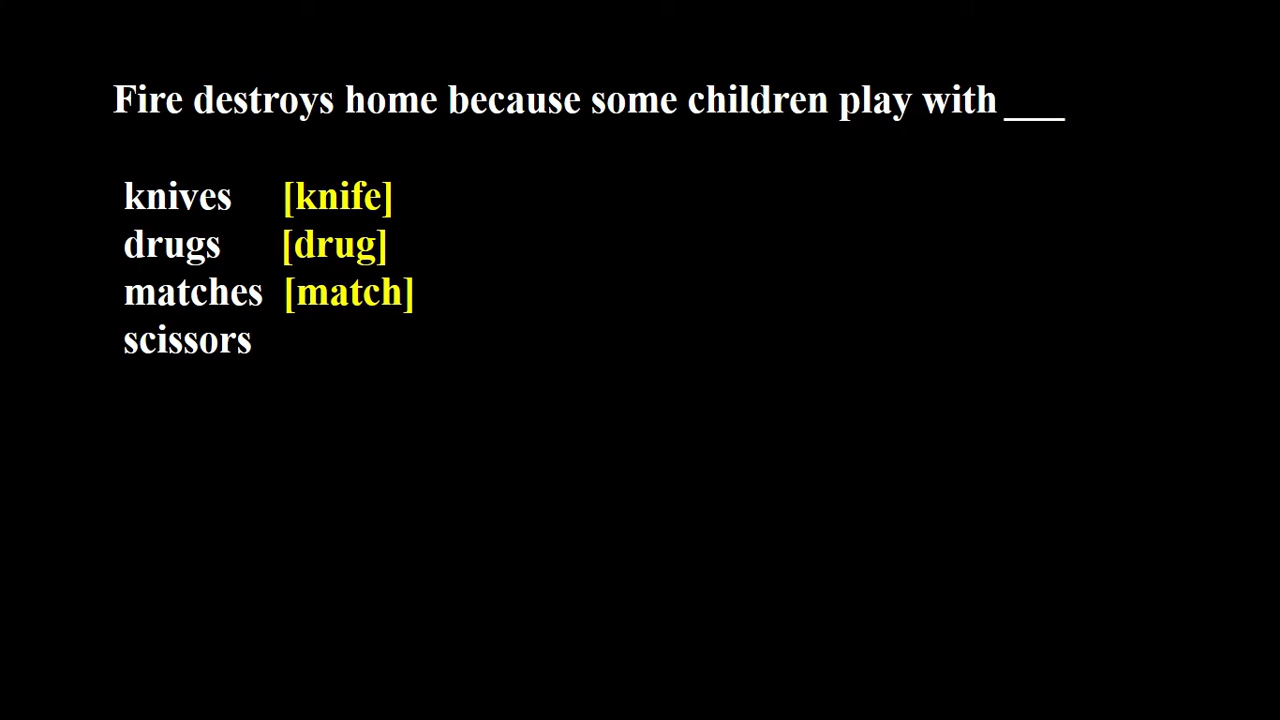 Fire destroys home because some children play with ___
knives [knife]
drugs [drug]
matches [match]
scissors